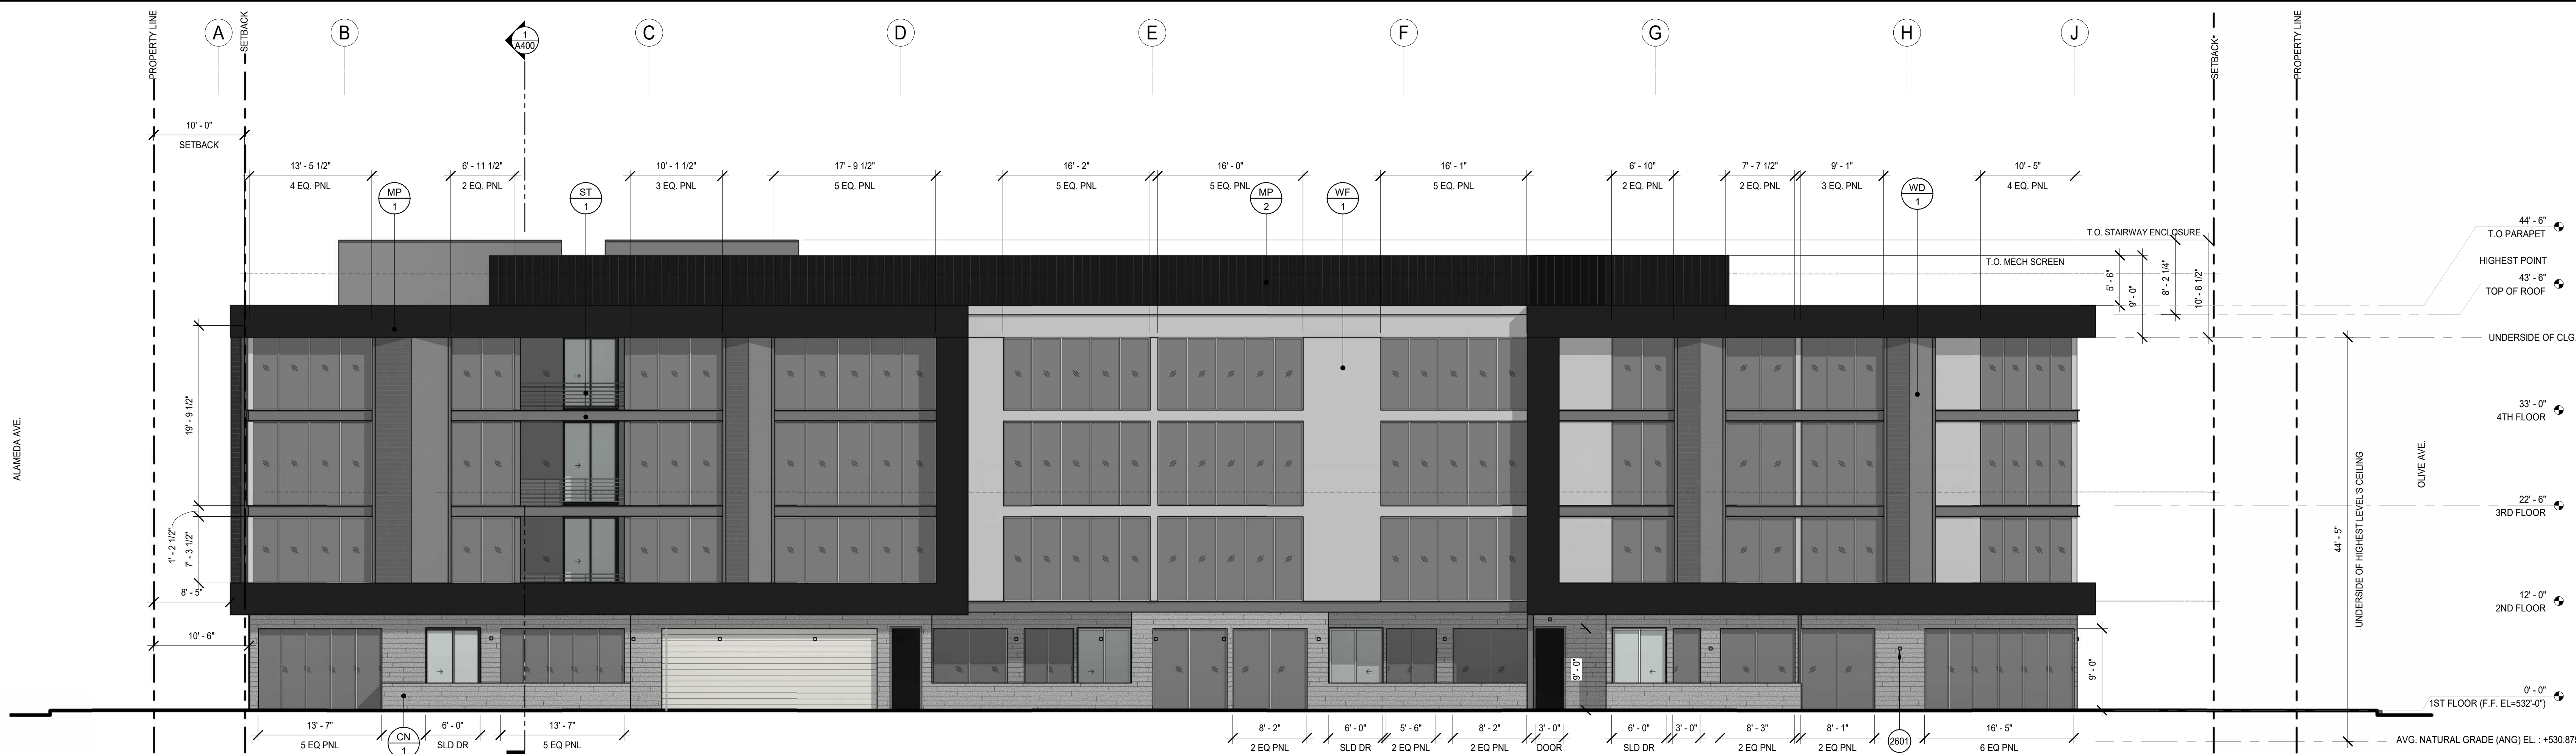 PROPERTY LINE
A
SETBACK
B
1
A400
C
D
E
F
G
H
J
SETBACK
PROPERTY LINE
10' - 0"
SETBACK
13' - 5 1/2"
4 EQ. PNL
6' - 11 1/2"
2 EQ. PNL
10' - 1 1/2"
3 EQ. PNL
17' - 9 1/2"
5 EQ. PNL
16' - 2"
5 EQ. PNL
16' - 0"
5 EQ. PNL
16' - 1"
5 EQ. PNL
6' - 10"
2 EQ. PNL
7' - 7 1/2"
2 EQ. PNL
9' - 1"
3 EQ. PNL
10' - 5"
4 EQ. PNL
MP
1
ST
1
MP
2
WF
1
WD
1
T.O. STAIRWAY ENCLOSURE
T.O. MECH SCREEN
5' - 6"
9' - 0"
8' - 2 1/4"
10' - 8 1/2"
44' - 6"
T.O PARAPET
HIGHEST POINT
43' - 6"
TOP OF ROOF
UNDERSIDE OF CLG.
33' - 0"
4TH FLOOR
22' - 6"
3RD FLOOR
12' - 0"
2ND FLOOR
0' - 0"
1ST FLOOR (F.F. EL=532'-0")
AVG. NATURAL GRADE (ANG) EL. : +530.875
44' - 5"
UNDERSIDE OF HIGHEST LEVEL'S CEILING
OLIVE AVE.
ALAMEDA AVE.
19' - 9 1/2"
1' - 2 1/2"
7' - 3 1/2"
8' - 5"
10' - 6"
9' - 0"
9' - 0"
13' - 7"
5 EQ PNL
CN
1
6' - 0"
SLD DR
13' - 7"
5 EQ PNL
8' - 2"
2 EQ PNL
6' - 0"
SLD DR
5' - 6"
2 EQ PNL
8' - 2"
2 EQ PNL
3' - 0"
DOOR
6' - 0"
SLD DR
3' - 0"
8' - 3"
2 EQ PNL
8' - 1"
2 EQ PNL
2601
16' - 5"
6 EQ PNL